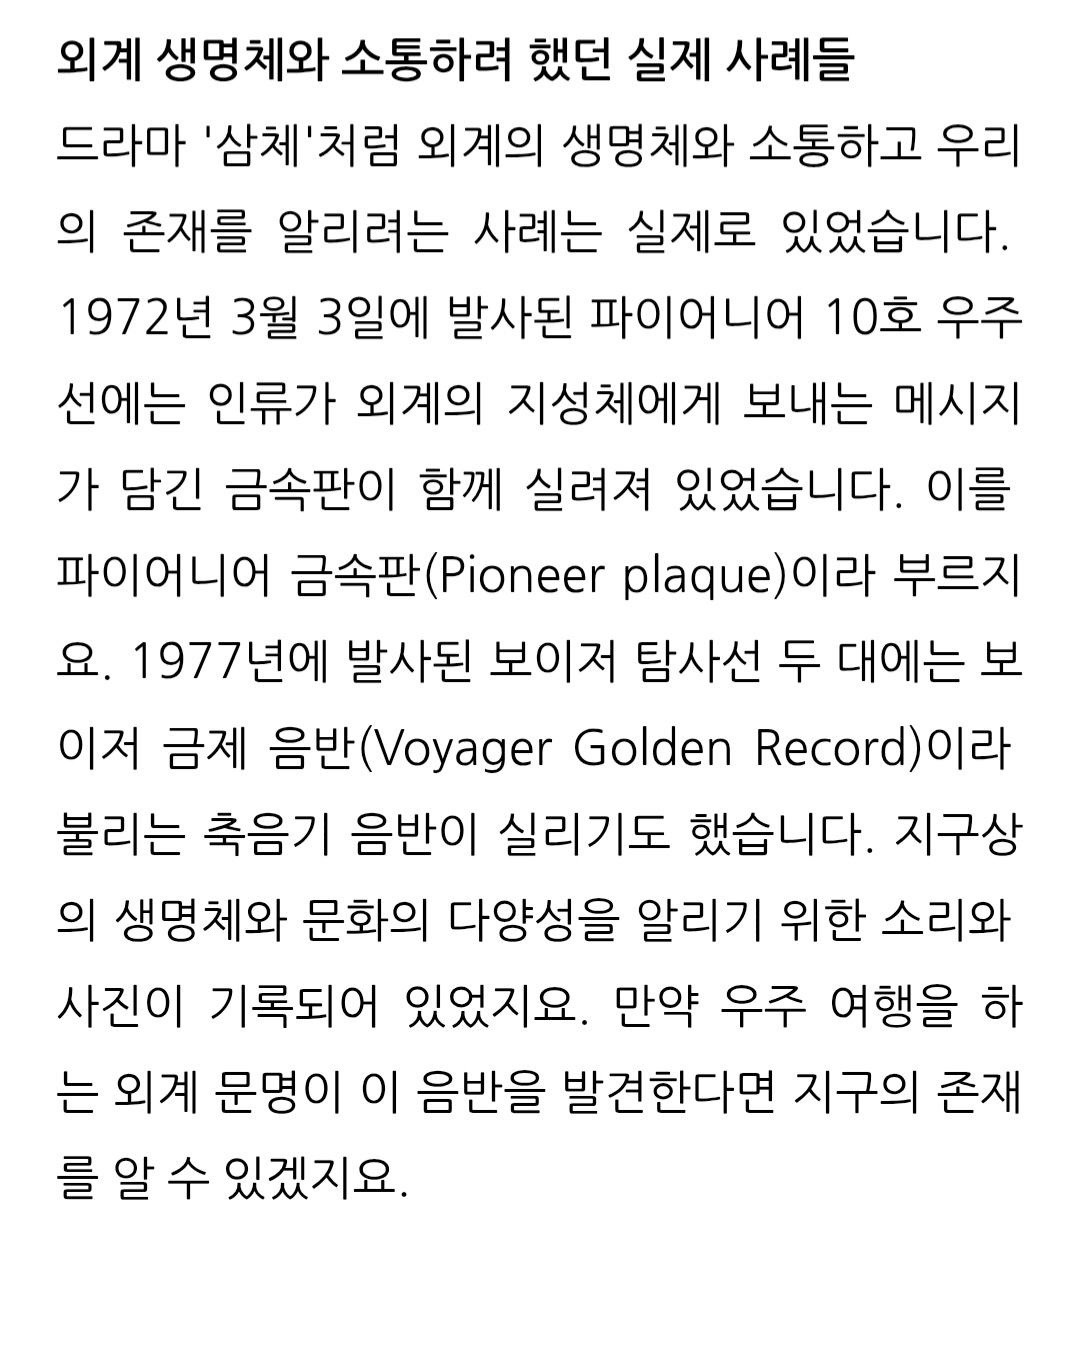 외계 생명체와 소통하려 했던 실제 사례들
드라마 '삼체'처럼 외계의 생명체와 소통하고 우리
의 존재를 알리려는 사례는 실제로 있었습니다.
1972년 3월 3일에 발사된 파이어니어 10호 우주
선에는 인류가 외계의 지성체에게 보내는 메시지
가 담긴 금속판이 함께 실려져 있었습니다. 이를
파이어니어 금속판(Pioneer plaque)이라 부르지
요. 1977년에 발사된 보이저 탐사선 두 대에는 보
이저 금제 음반(Voyager Golden Record)이라
불리는 축음기 음반이 실리기도 했습니다. 지구상
의 생명체와 문화의 다양성을 알리기 위한 소리와
사진이 기록되어 있었지요. 만약 우주 여행을 하
는 외계 문명이 이 음반을 발견한다면 지구의 존재
를 알 수 있겠지요.